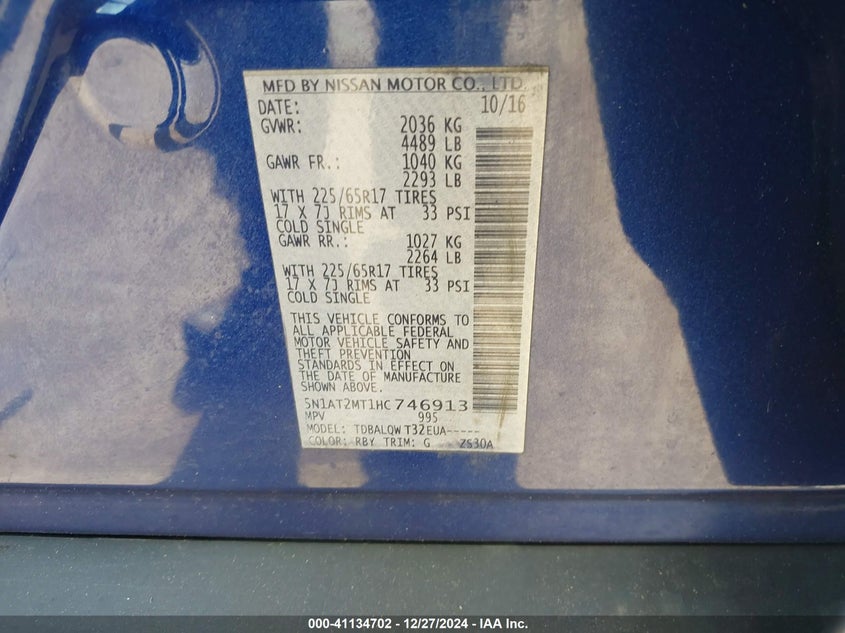 MFD BY NISSAN MOTOR CO., LTD.
DATE: 10/16
GVWR: 2036 KG
4489 LB
GAWR FR.: 1040 KG
2293 LB
WITH 225/65R17 TIRES
17 X 7J RIMS AT 33 PSI
COLD SINGLE
GAWR RR.: 1027 KG
2264 LB
WITH 225/65R17 TIRES
17 X 7J RIMS AT 33 PSI
COLD SINGLE
THIS VEHICLE CONFORMS TO
ALL APPLICABLE FEDERAL
MOTOR VEHICLE SAFETY AND
THEFT PREVENTION
STANDARDS IN EFFECT ON
THE DATE OF MANUFACTURE
SHOWN ABOVE.
5N1AT2MT1HC746913
MPV 995
MODEL: TDBALQW T32EUA-----
COLOR: RBY TRIM: G ZS30A
000-41134702 - 12/27/2024 - IAA Inc.